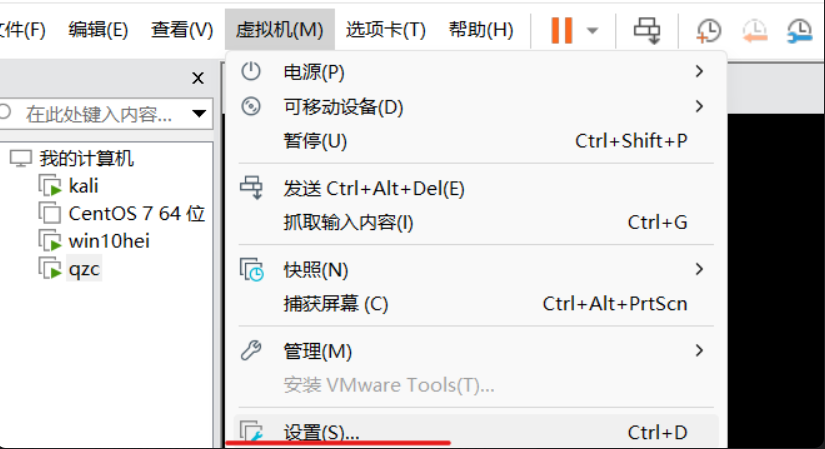 文件(F) 编辑(E) 查看(V) 虚拟机(M) 选项卡(T) 帮助(H)
在此处键入内容...
我的计算机
kali
CentOS 7 64 位
win10hei
qzc
电源(P)
可移动设备(D)
暂停(U) Ctrl+Shift+P
发送 Ctrl+Alt+Del(E)
抓取输入内容(I) Ctrl+G
快照(N)
捕获屏幕 (C) Ctrl+Alt+PrtScn
管理(M)
安装 VMware Tools(T)...
设置(S)... Ctrl+D